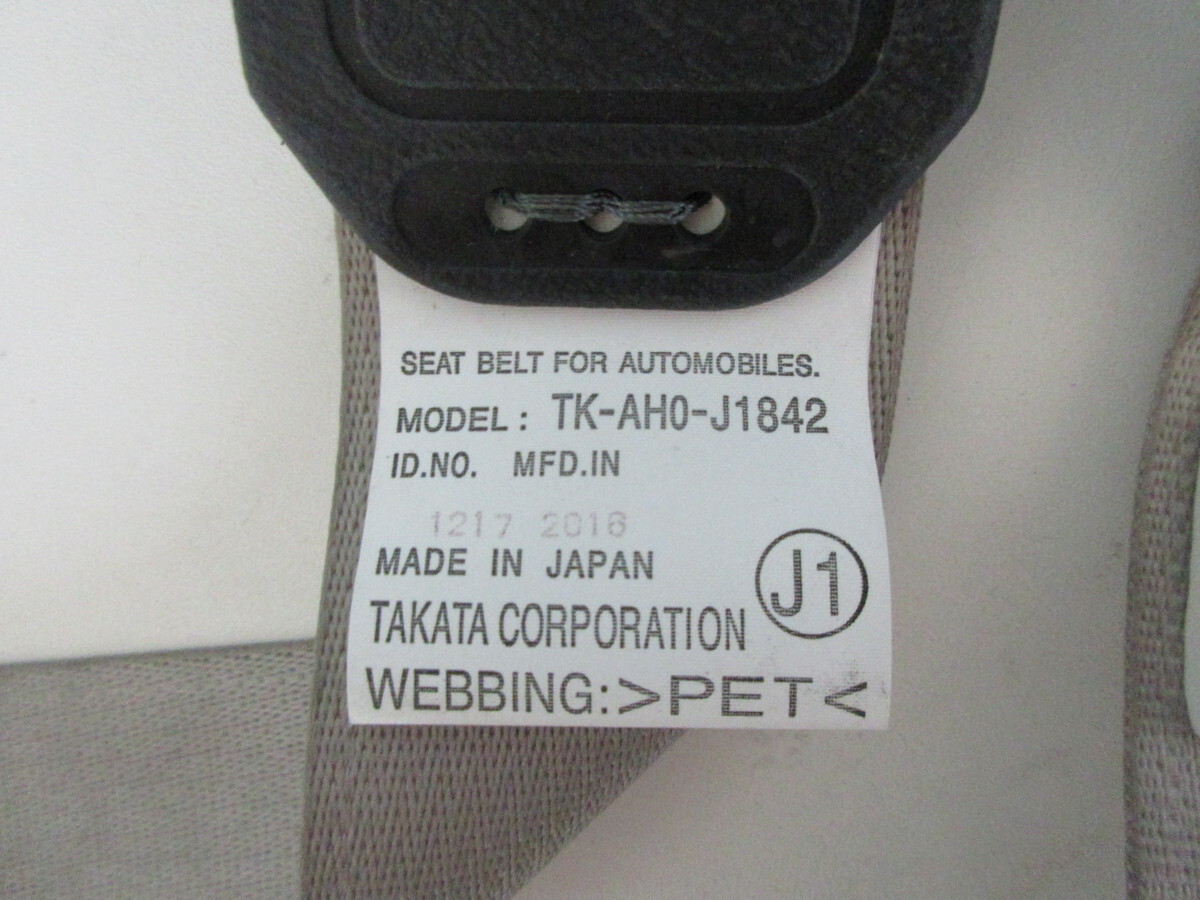 SEAT BELT FOR AUTOMOBILES.
MODEL: TK-AH0-J1842
ID.NO. MFD.IN
1217 2016
MADE IN JAPAN
J1
TAKATA CORPORATION
WEBBING:>PET<